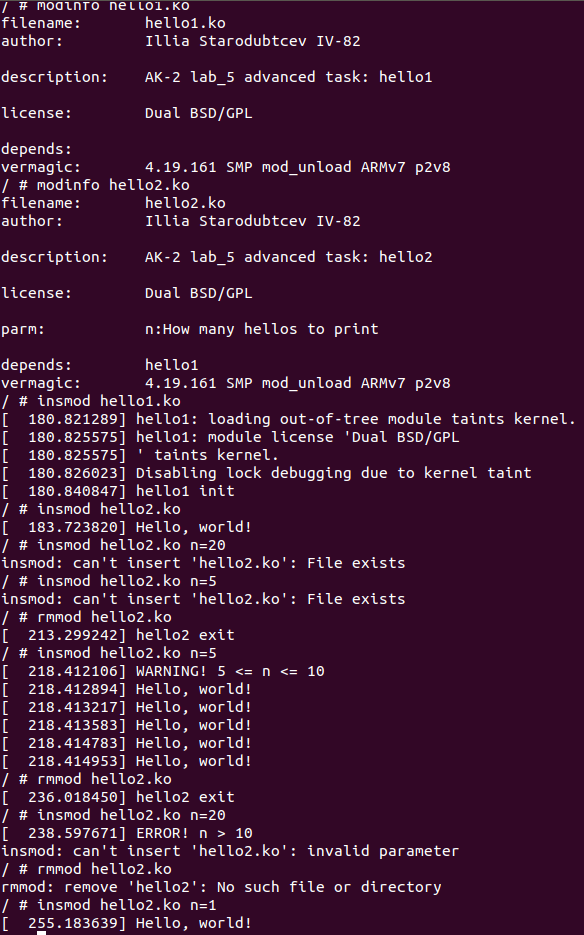 / # modinfo hello1.ko
filename:       hello1.ko
author:         Illia Starodubtcev IV-82

description:    AK-2 lab_5 advanced task: hello1

license:        Dual BSD/GPL

depends:
vermagic:       4.19.161 SMP mod_unload ARMv7 p2v8
/ # modinfo hello2.ko
filename:       hello2.ko
author:         Illia Starodubtcev IV-82

description:    AK-2 lab_5 advanced task: hello2

license:        Dual BSD/GPL

parm:           n:How many hellos to print

depends:        hello1
vermagic:       4.19.161 SMP mod_unload ARMv7 p2v8
/ # insmod hello1.ko
[  180.821289] hello1: loading out-of-tree module taints kernel.
[  180.825575] hello1: module license 'Dual BSD/GPL
[  180.825575] ' taints kernel.
[  180.826023] Disabling lock debugging due to kernel taint
[  180.840847] hello1 init
/ # insmod hello2.ko
[  183.723820] Hello, world!
/ # insmod hello2.ko n=20
insmod: can't insert 'hello2.ko': File exists
/ # insmod hello2.ko n=5
insmod: can't insert 'hello2.ko': File exists
/ # rmmod hello2.ko
[  213.299242] hello2 exit
/ # insmod hello2.ko n=5
[  218.412106] WARNING! 5 <= n <= 10
[  218.412894] Hello, world!
[  218.413217] Hello, world!
[  218.413583] Hello, world!
[  218.414783] Hello, world!
[  218.414953] Hello, world!
/ # rmmod hello2.ko
[  236.018450] hello2 exit
/ # insmod hello2.ko n=20
[  238.597671] ERROR! n > 10
insmod: can't insert 'hello2.ko': invalid parameter
/ # rmmod hello2.ko
rmmod: remove 'hello2': No such file or directory
/ # insmod hello2.ko n=1
[  255.183639] Hello, world!